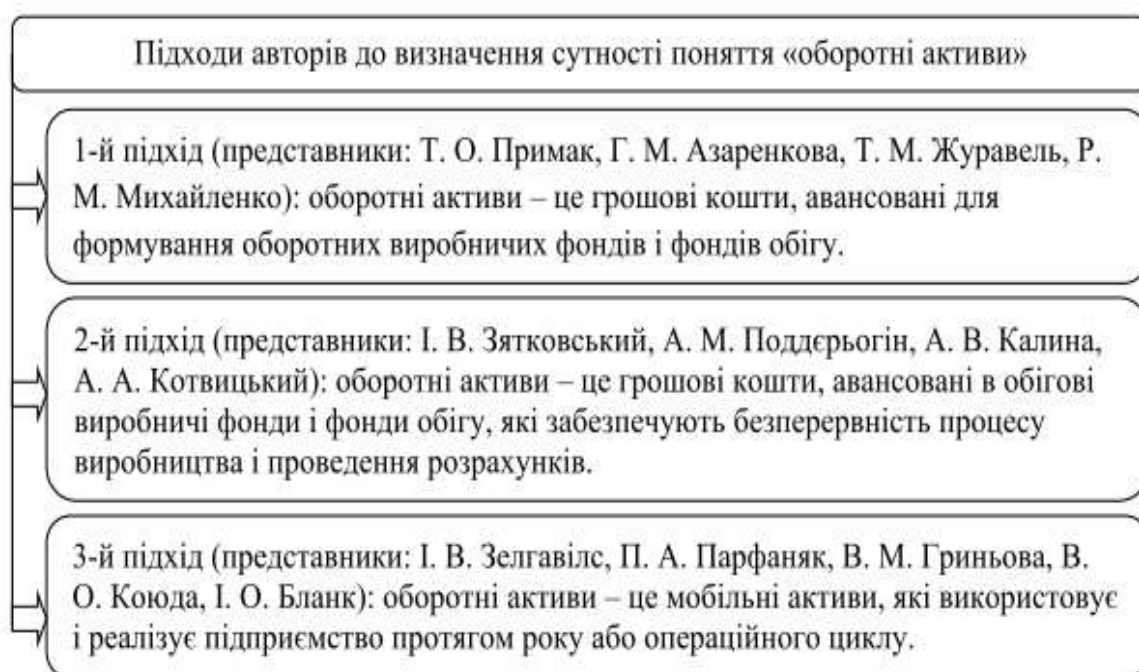 Підходи авторів до визначення сутності поняття «оборотні активи»
1-й підхід (представники: Т. О. Примак, Г. М. Азаренкова, Т. М. Журавель, Р.
М. Михайленко): оборотні активи – це грошові кошти, авансовані для
формування оборотних виробничих фондів і фондів обігу.
2-й підхід (представники: І. В. Зятковський, А. М. Поддєрьогін, А. В. Калина,
А. А. Котвицький): оборотні активи – це грошові кошти, авансовані в обігові
виробничі фонди і фонди обігу, які забезпечують безперервність процесу
виробництва і проведення розрахунків.
3-й підхід (представники: І. В. Зелгавілс, П. А. Парфаняк, В. М. Гриньова, В.
О. Коюда, І. О. Бланк): оборотні активи – це мобільні активи, які використовує
і реалізує підприємство протягом року або операційного циклу.